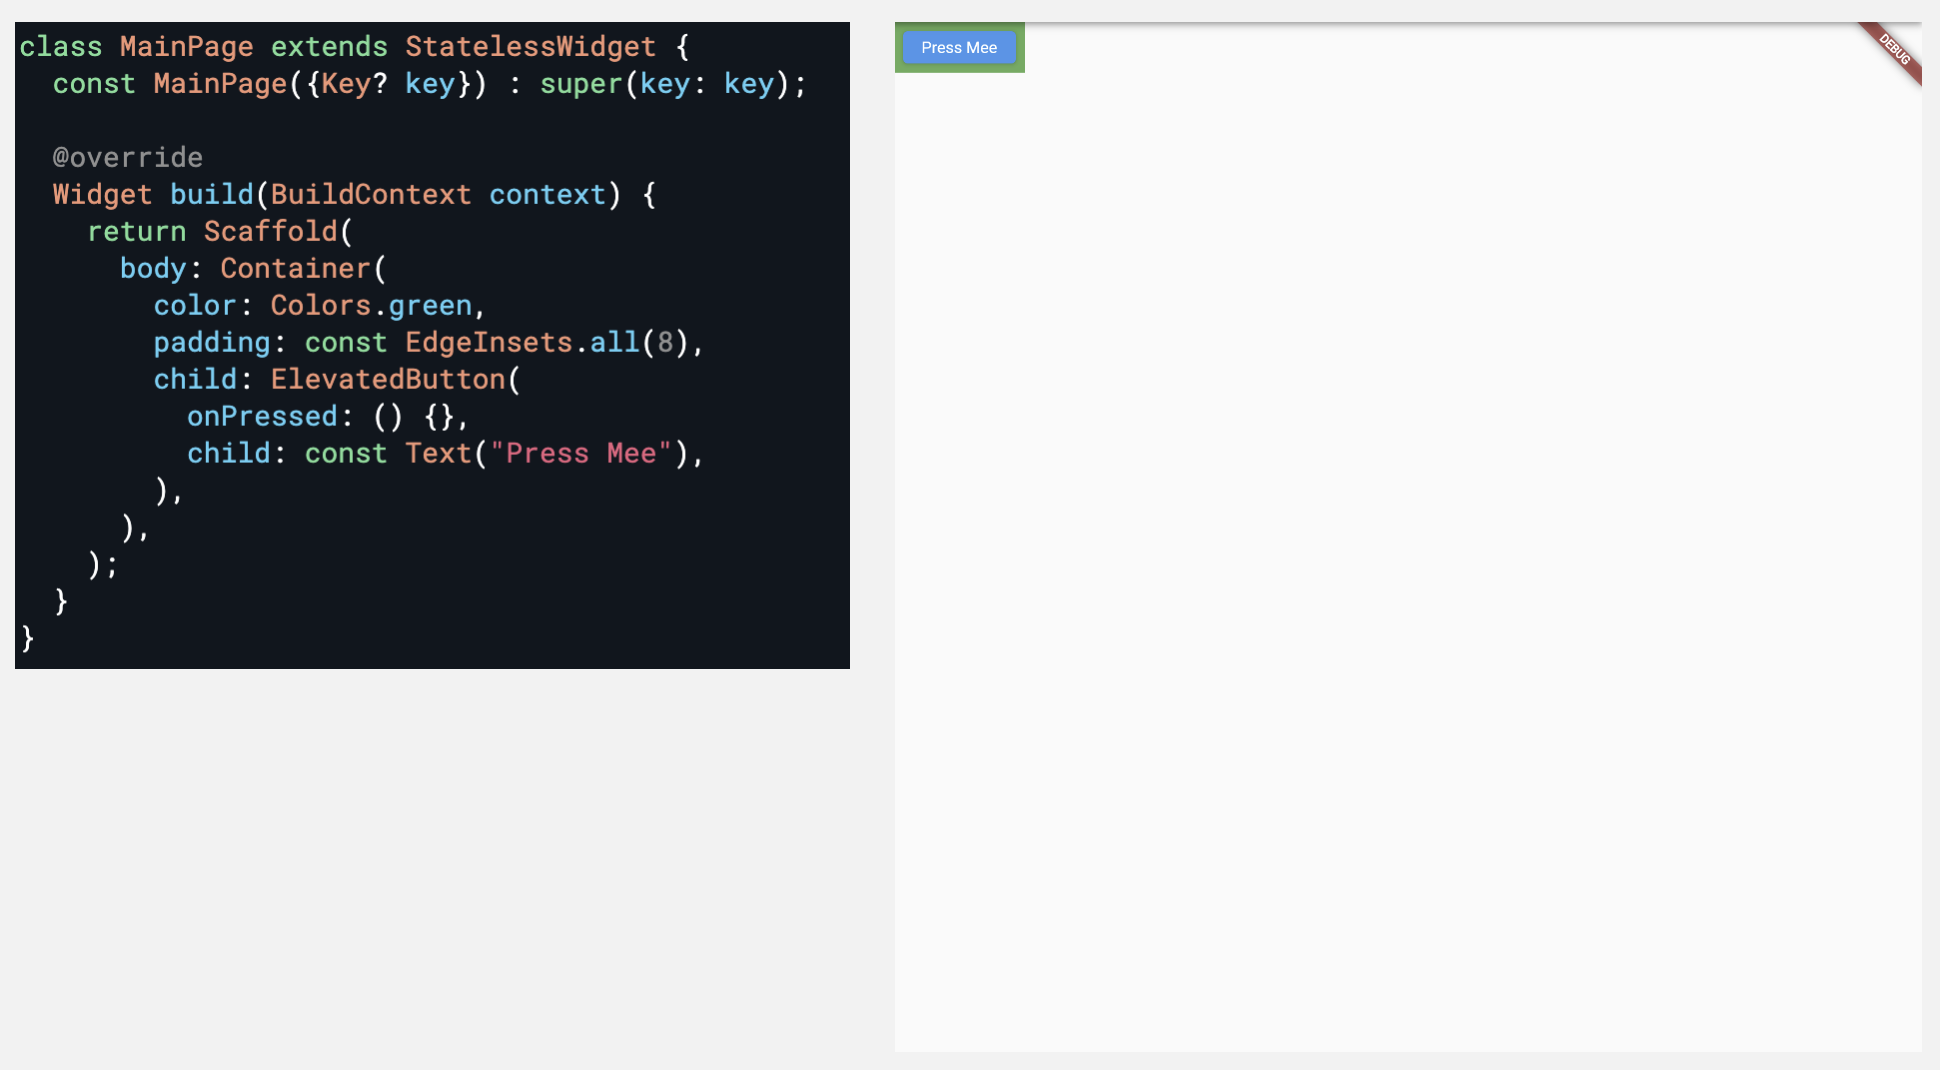 class MainPage extends StatelessWidget {
  const MainPage({Key? key}) : super(key: key);
  @override
  Widget build(BuildContext context) {
    return Scaffold(
      body: Container(
        color: Colors.green,
        padding: const EdgeInsets.all(8),
        child: ElevatedButton(
          onPressed: () {},
          child: const Text("Press Mee"),
        ),
      ),
    );
  }
}
Press Mee
DEBUG